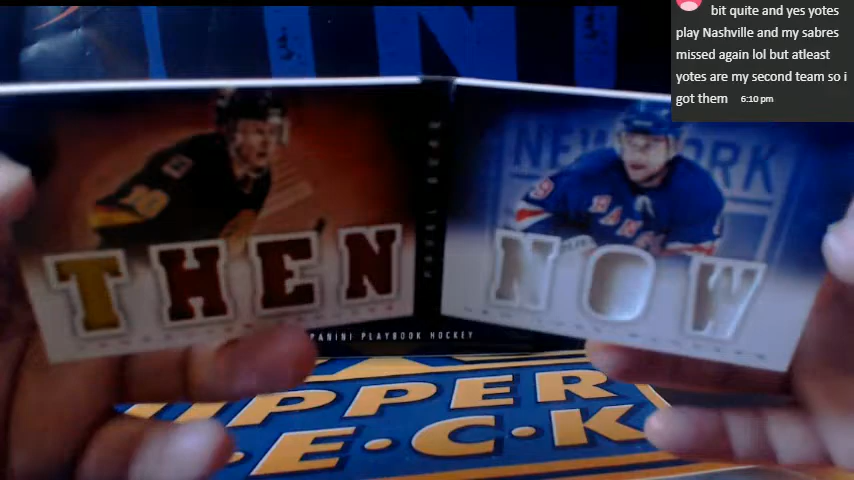 bit quite and yes yotes
play Nashville and my sabres
missed again lol but atleast
yotes are my second team so i
got them 6:10 pm
NEW YORK
THEN
NOW
PANINI PLAYBOOK HOCKEY
UPPER
D·E·C·K